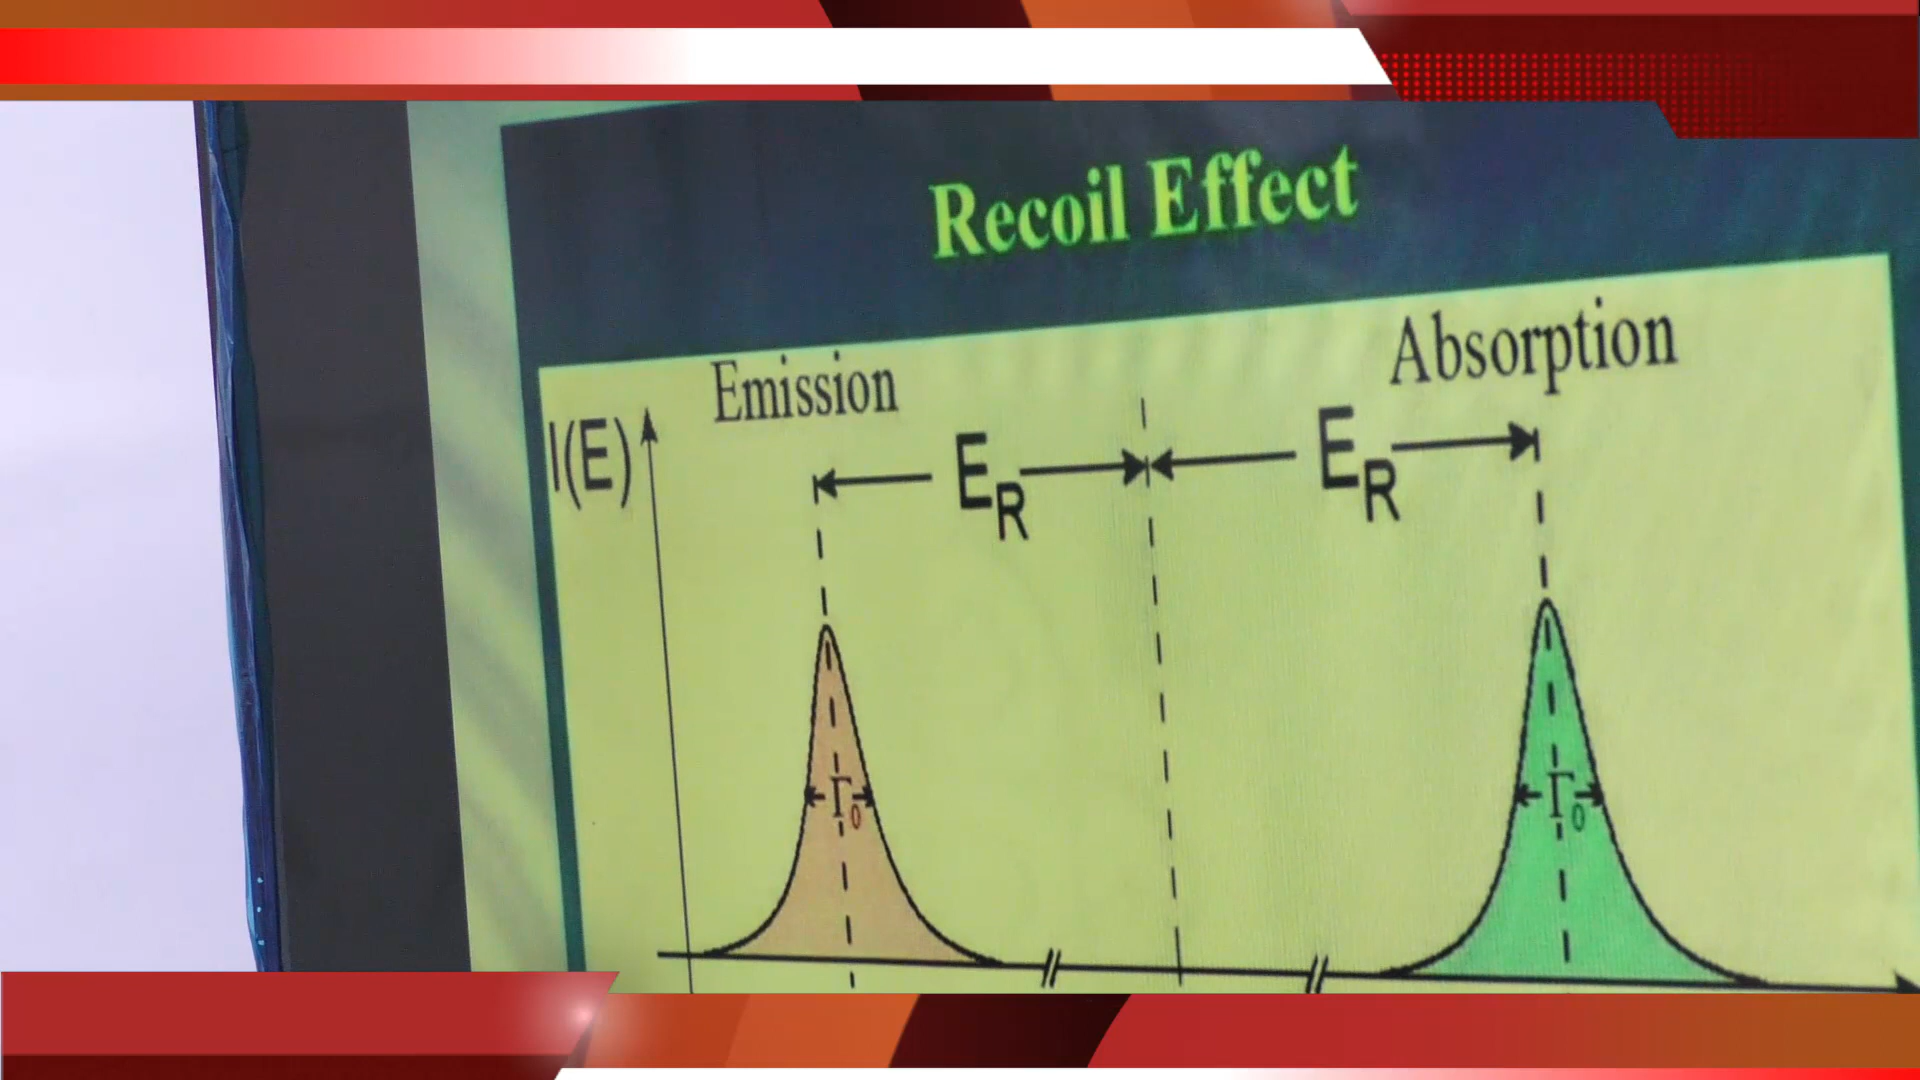 Recoil Effect
Emission
Absorption
I(E)
E_R
E_R
Γ₀
Γ₀